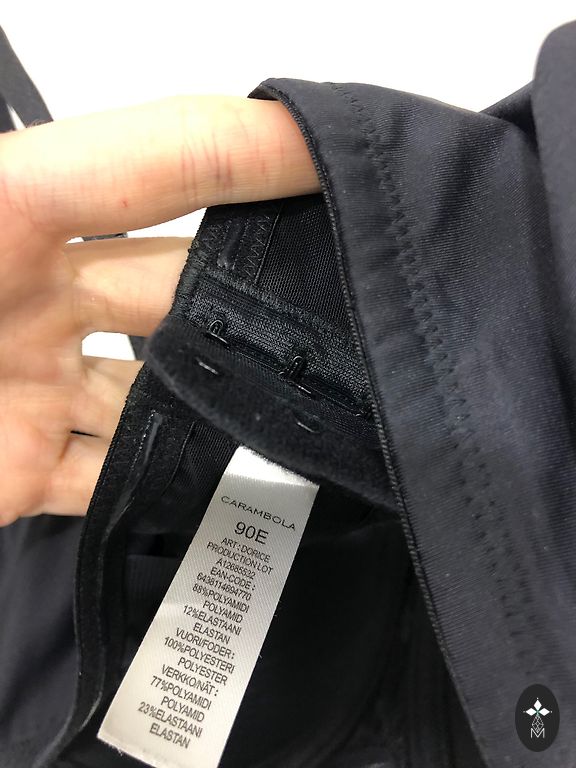 CARAMBOLA
90E
ART: DORICE
PRODUCTION LOT
A12685532
EAN-CODE:
6438114694770
88%POLYAMIDI
POLYAMID
12%ELASTAANI
ELASTAN
VUORI/FODER:
100%POLYESTERI
POLYESTER
VERKKO/NÄT:
77%POLYAMIDI
POLYAMID
23%ELASTAANI
ELASTAN
M